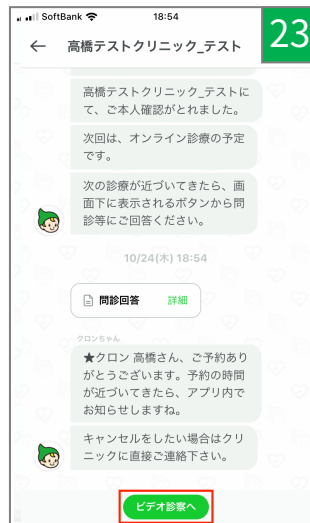 SoftBank 18:54
23
← 高橋テストクリニック_テスト
高橋テストクリニック_テストに
て、ご本人確認がとれました。
次回は、オンライン診療の予定
です。
次の診療が近づいてきたら、画
面下に表示されるボタンから問
診等にご回答ください。
10/24(木) 18:54
問診回答 詳細
クロンちゃん
★クロン 高橋さん、ご予約あり
がとうございます。予約の時間
が近づいてきたら、アプリ内で
お知らせしますね。
キャンセルをしたい場合はクリ
ニックに直接ご連絡下さい。
ビデオ診察へ